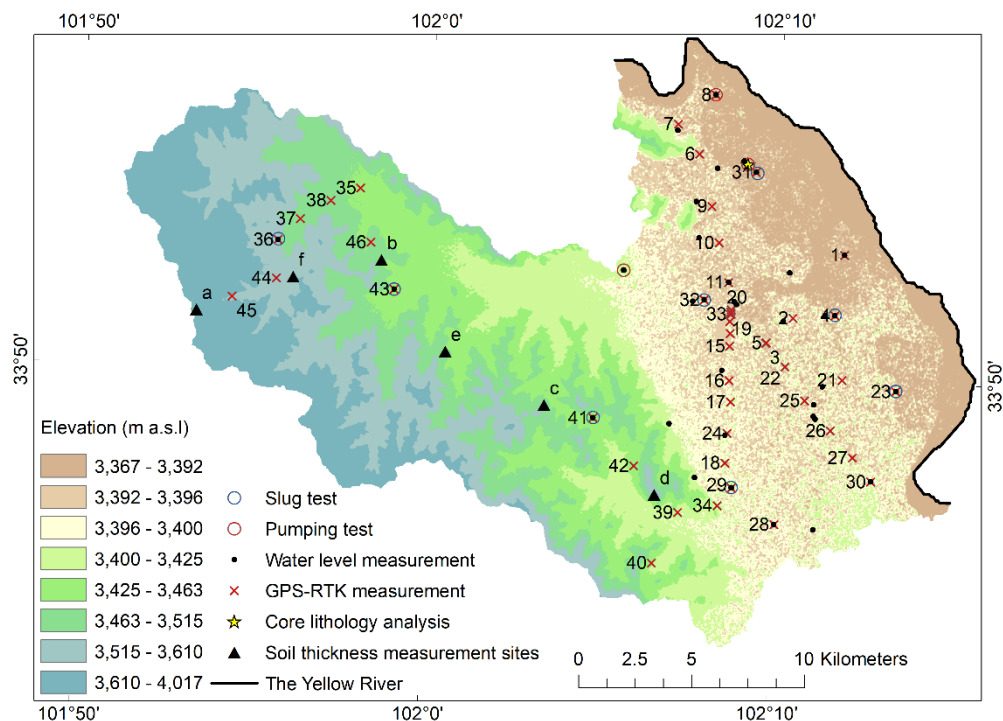 101°50' 102°0' 102°10'
8
7
6
31
35
38
9
37
36
46
b
10
1
f
44
a
45
43
11
32
20
33
2
4
19
e
15
5
3
33°50'
16
22
21
33°50'
c
17
25
23
41
24
26
Elevation (m a.s.l)
42
18
27
3,367 - 3,392
d
29
30
3,392 - 3,396
Slug test
39
34
3,396 - 3,400
Pumping test
28
3,400 - 3,425
Water level measurement
40
3,425 - 3,463
GPS-RTK measurement
3,463 - 3,515
Core lithology analysis
3,515 - 3,610
Soil thickness measurement sites
0 2.5 5 10 Kilometers
3,610 - 4,017
The Yellow River
101°50' 102°0' 102°10'